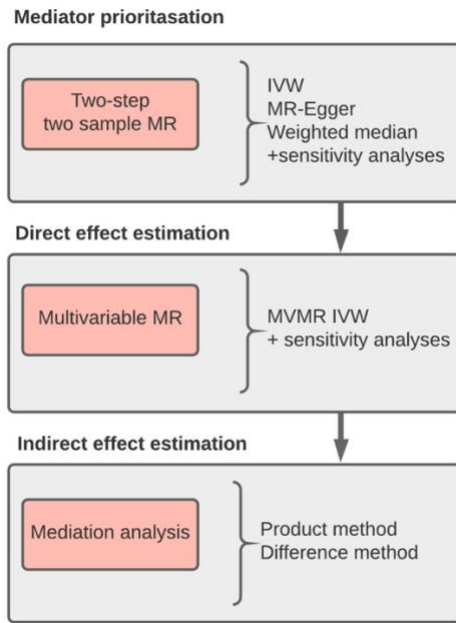 Mediator prioritasation
Two-step
two sample MR
IVW
MR-Egger
Weighted median
+sensitivity analyses
Direct effect estimation
Multivariable MR
MVMR IVW
+ sensitivity analyses
Indirect effect estimation
Mediation analysis
Product method
Difference method